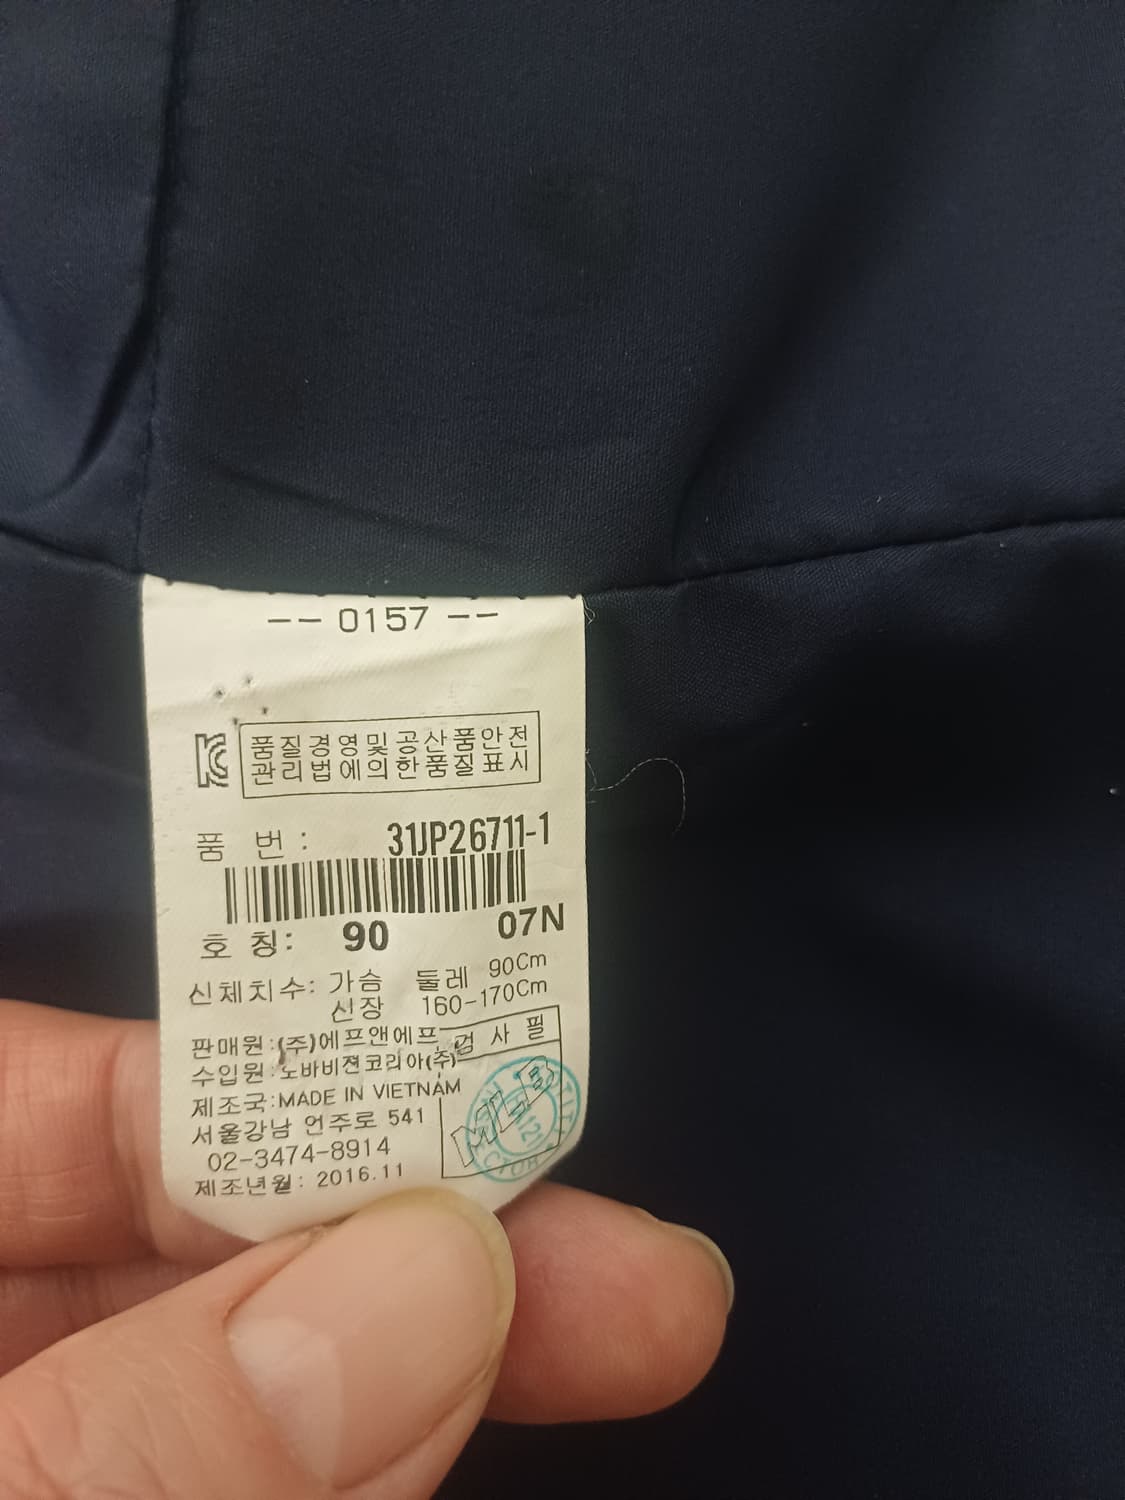 -- 0157 --
품질경영및공산품안전
관리법에의한품질표시
품 번 : 31JP26711-1
호 칭: 90 07N
신체치수: 가슴 둘레 90Cm
신장 160-170Cm
판매원:(주)에프앤에프
검 사 필
수입원:노바비젼코리아(주)
제조국:MADE IN VIETNAM
서울강남 언주로 541
02-3474-8914
제조년월: 2016.11
MLB